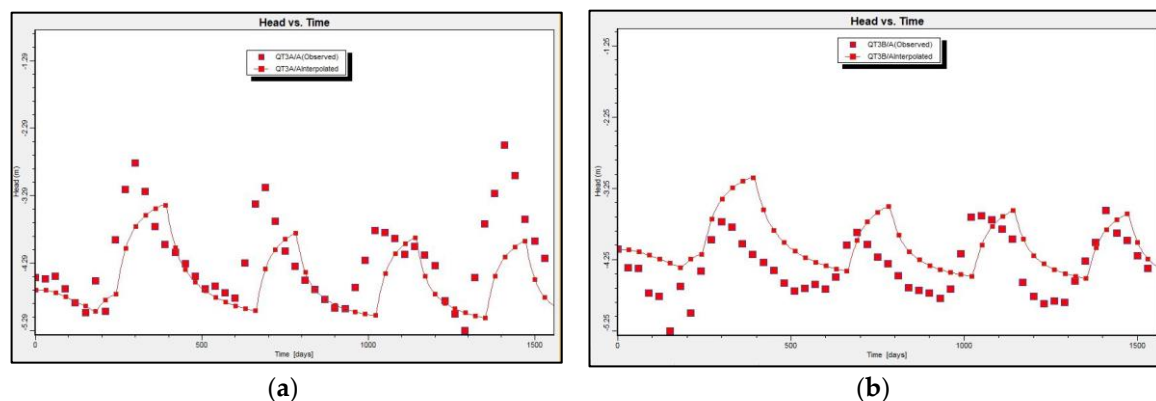 Head vs. Time
QT3A/A(Observed)
QT3A/AInterpolated
Head (m)
-1.29
-2.29
-3.29
-4.29
-5.29
0
500
1000
1500
Time [days]
(a)
Head vs. Time
QT3B/A(Observed)
QT3B/AInterpolated
Head (m)
-1.25
-2.25
-3.25
-4.25
-5.25
0
500
1000
1500
Time [days]
(b)